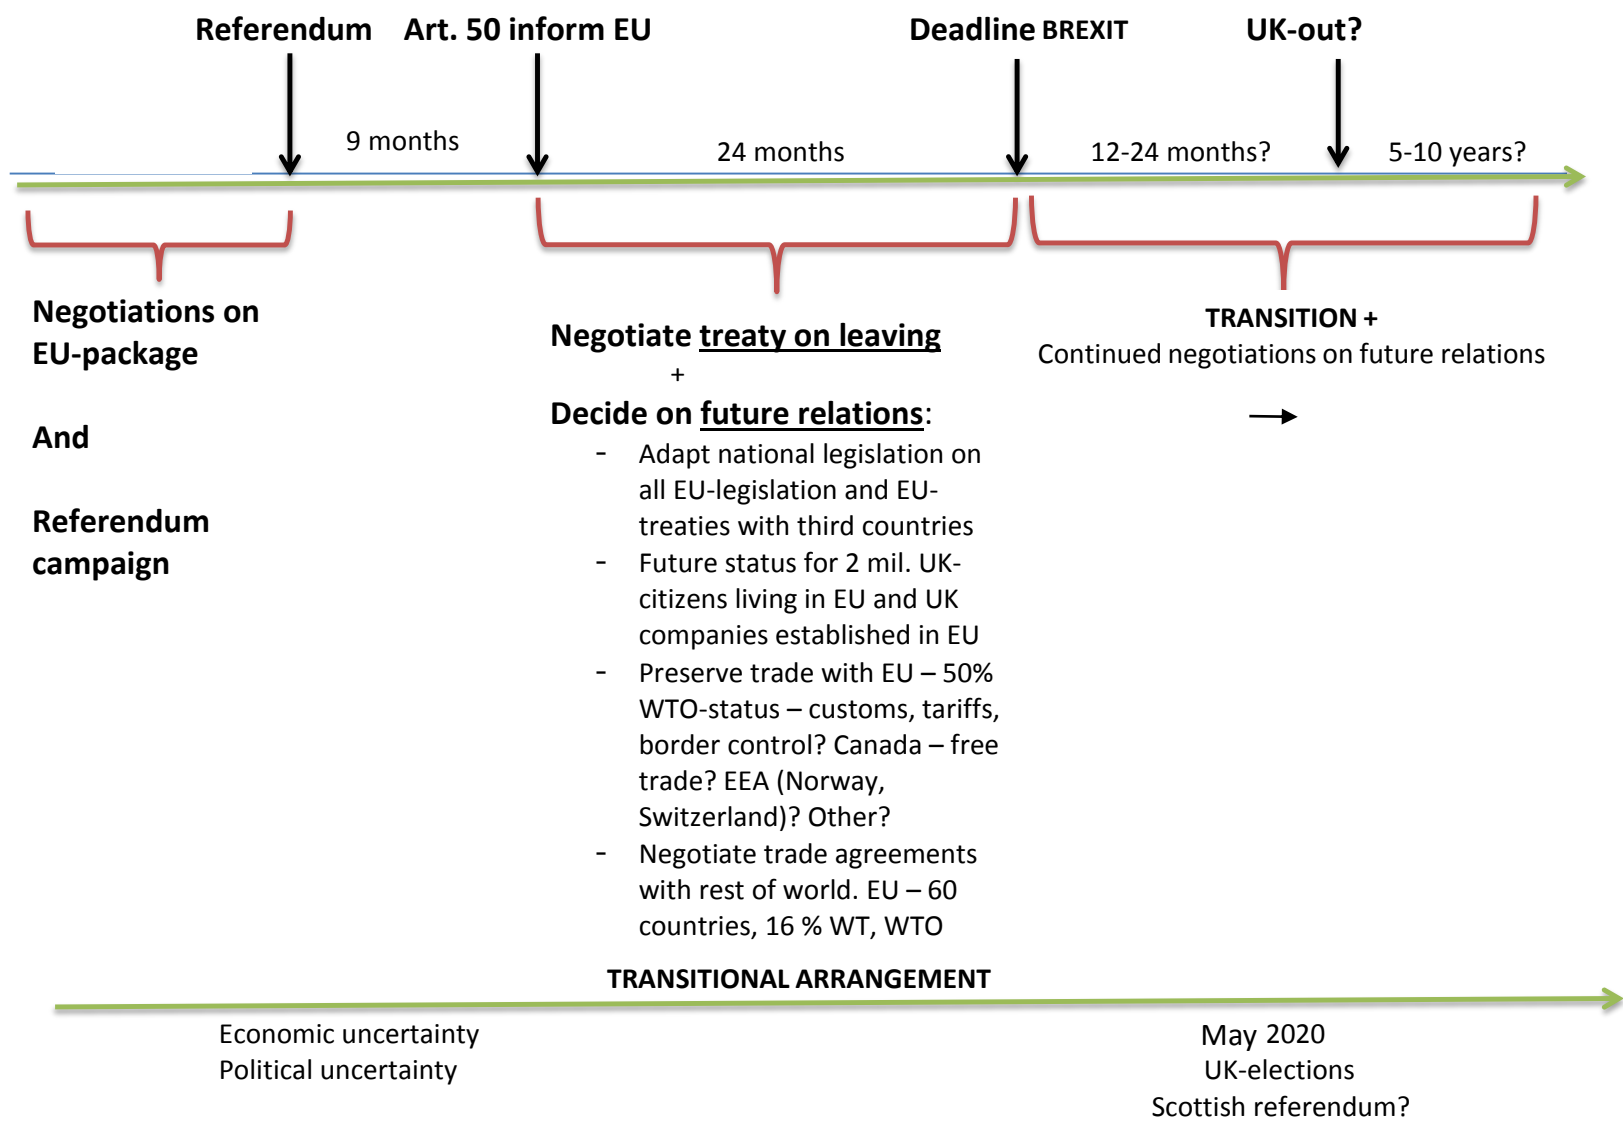 Referendum
Art. 50 inform EU
Deadline BREXIT
UK-out?
9 months
24 months
12-24 months?
5-10 years?
Negotiations on
EU-package
And
Referendum
campaign
Negotiate treaty on leaving
+
Decide on future relations:
- Adapt national legislation on
all EU-legislation and EU-
treaties with third countries
- Future status for 2 mil. UK-
citizens living in EU and UK
companies established in EU
- Preserve trade with EU – 50%
WTO-status – customs, tariffs,
border control? Canada – free
trade? EEA (Norway,
Switzerland)? Other?
- Negotiate trade agreements
with rest of world. EU – 60
countries, 16 % WT, WTO
TRANSITION +
Continued negotiations on future relations
TRANSITIONAL ARRANGEMENT
Economic uncertainty
Political uncertainty
May 2020
UK-elections
Scottish referendum?